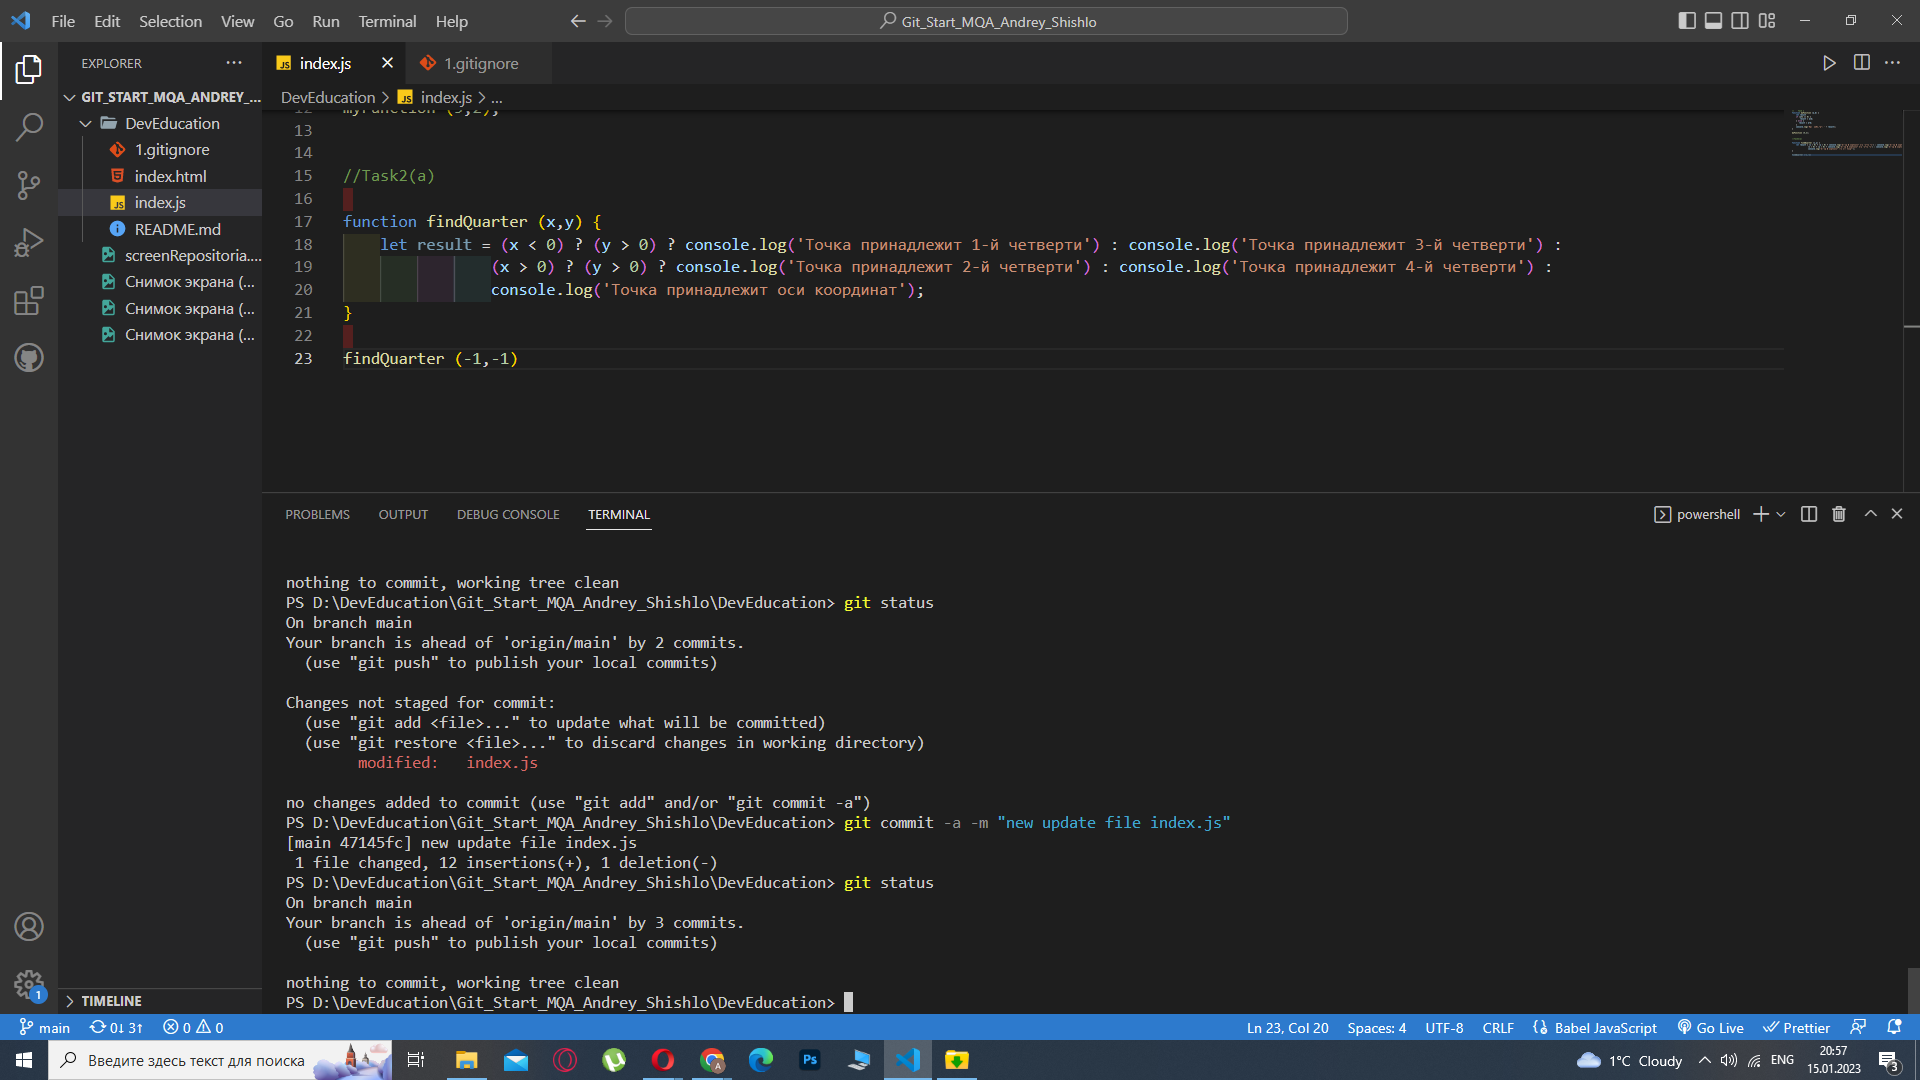 File Edit Selection View Go Run Terminal Help
Git_Start_MQA_Andrey_Shishlo
EXPLORER
index.js
1.gitignore
GIT_START_MQA_ANDREY_...
DevEducation > index.js > ...
DevEducation
1.gitignore
index.html
index.js
README.md
screenRepositoria....
Снимок экрана (...
Снимок экрана (...
Снимок экрана (...
13
14
15 //Task2(a)
16
17 function findQuarter (x,y) {
18 let result = (x < 0) ? (y > 0) ? console.log('Точка принадлежит 1-й четверти') : console.log('Точка принадлежит 3-й четверти') :
19 (x > 0) ? (y > 0) ? console.log('Точка принадлежит 2-й четверти') : console.log('Точка принадлежит 4-й четверти') :
20 console.log('Точка принадлежит оси координат');
21 }
22
23 findQuarter (-1,-1)
PROBLEMS OUTPUT DEBUG CONSOLE TERMINAL
powershell
nothing to commit, working tree clean
PS D:\DevEducation\Git_Start_MQA_Andrey_Shishlo\DevEducation> git status
On branch main
Your branch is ahead of 'origin/main' by 2 commits.
(use "git push" to publish your local commits)
Changes not staged for commit:
(use "git add <file>..." to update what will be committed)
(use "git restore <file>..." to discard changes in working directory)
modified: index.js
no changes added to commit (use "git add" and/or "git commit -a")
PS D:\DevEducation\Git_Start_MQA_Andrey_Shishlo\DevEducation> git commit -a -m "new update file index.js"
[main 47145fc] new update file index.js
1 file changed, 12 insertions(+), 1 deletion(-)
PS D:\DevEducation\Git_Start_MQA_Andrey_Shishlo\DevEducation> git status
On branch main
Your branch is ahead of 'origin/main' by 3 commits.
(use "git push" to publish your local commits)
nothing to commit, working tree clean
PS D:\DevEducation\Git_Start_MQA_Andrey_Shishlo\DevEducation>
1
TIMELINE
main 0↓ 3↑ 0 0
Ln 23, Col 20 Spaces: 4 UTF-8 CRLF {} Babel JavaScript Go Live Prettier
Введите здесь текст для поиска
Ps
1°C Cloudy
ENG
20:57
15.01.2023
3